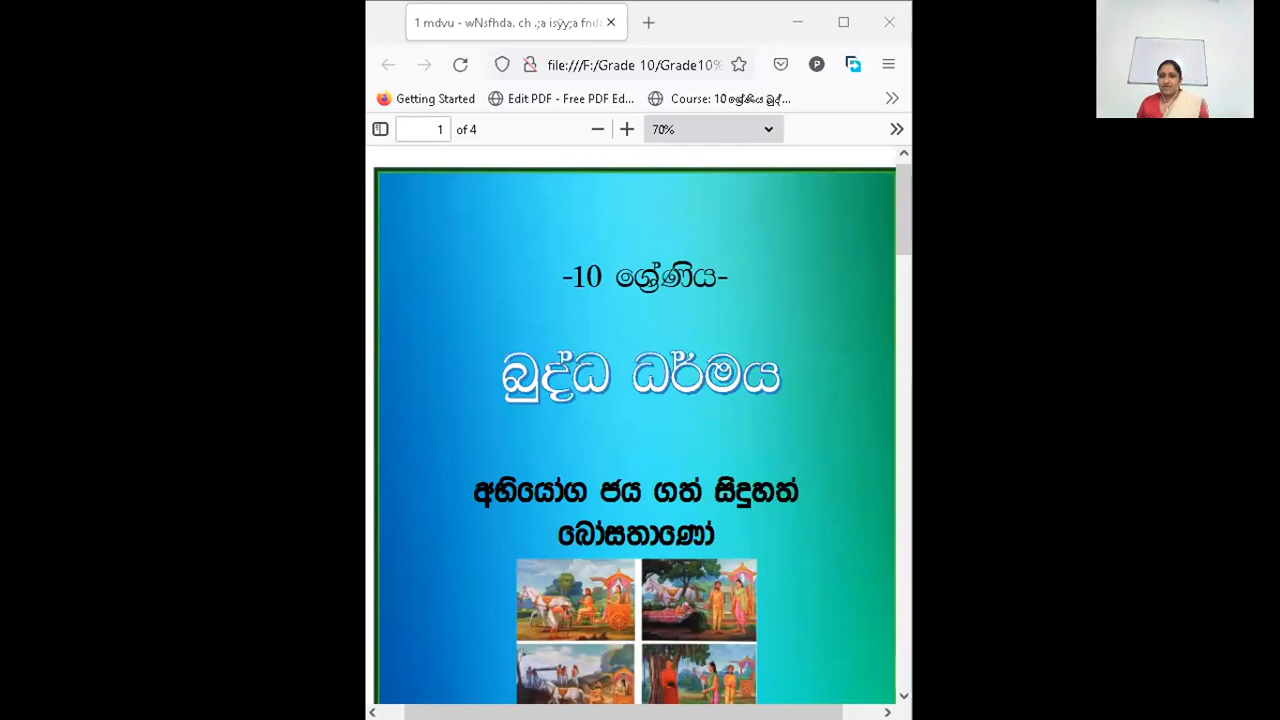 1 mdvu - wNsfhda. ch .;a isÿy;a fnda
file:///F:/Grade 10/Grade10%
Getting Started
Edit PDF - Free PDF Ed...
Course: 10 ශ්‍රේණිය බුද්...
1 of 4
70%
-10 ශ්‍රේණිය-
බුද්ධ ධර්මය
අභියෝග ජය ගත් සිදුහත්
බෝසතාණෝ